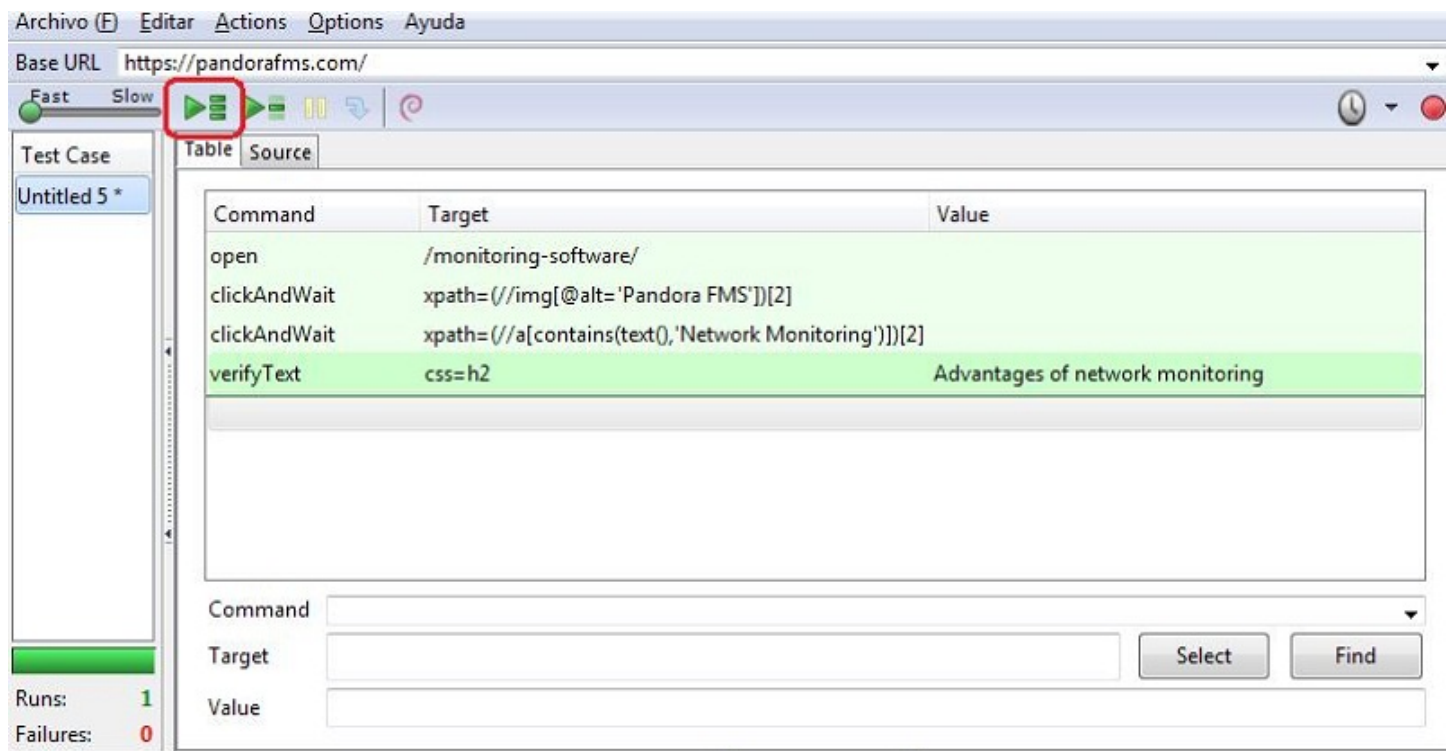 Archivo (F) Editar Actions Options Ayuda
Base URL https://pandorafms.com/
Fast Slow
Test Case
Untitled 5 *
Runs: 1
Failures: 0
Table Source
Command Target Value
open /monitoring-software/
clickAndWait xpath=(//img[@alt='Pandora FMS'])[2]
clickAndWait xpath=(//a[contains(text(),'Network Monitoring')])[2]
verifyText css=h2 Advantages of network monitoring
Command
Target Select Find
Value